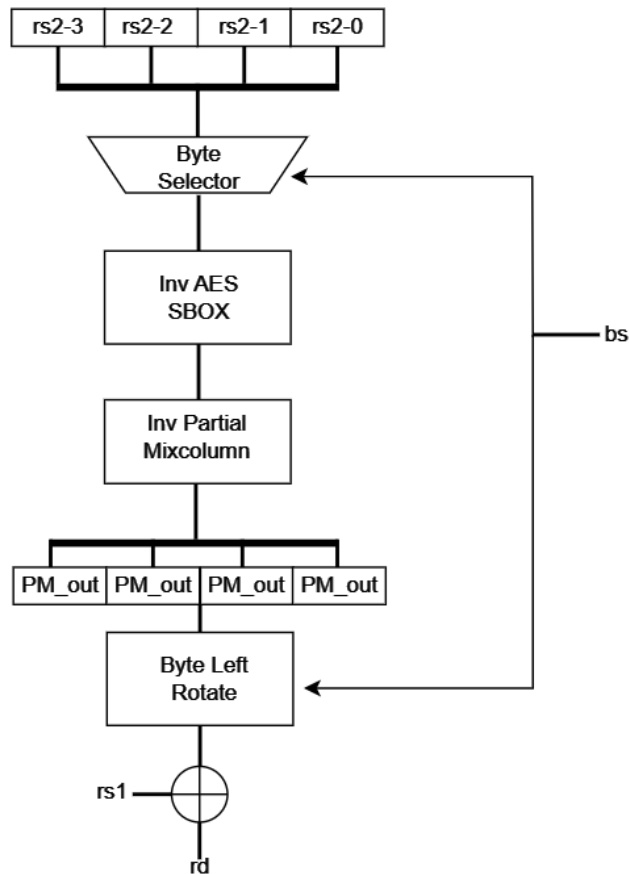 rs2-3 rs2-2 rs2-1 rs2-0
Byte
Selector
Inv AES
SBOX
bs
Inv Partial
Mixcolumn
PM_out PM_out PM_out PM_out
Byte Left
Rotate
rs1
rd